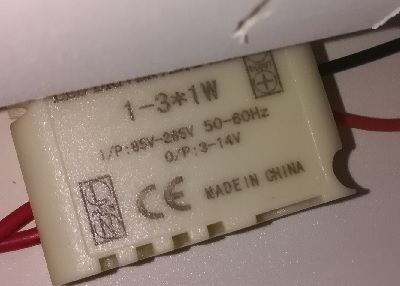 1-3*1W
I/P:85V-265V 50-60Hz
O/P:3-14V
CE MADE IN CHINA